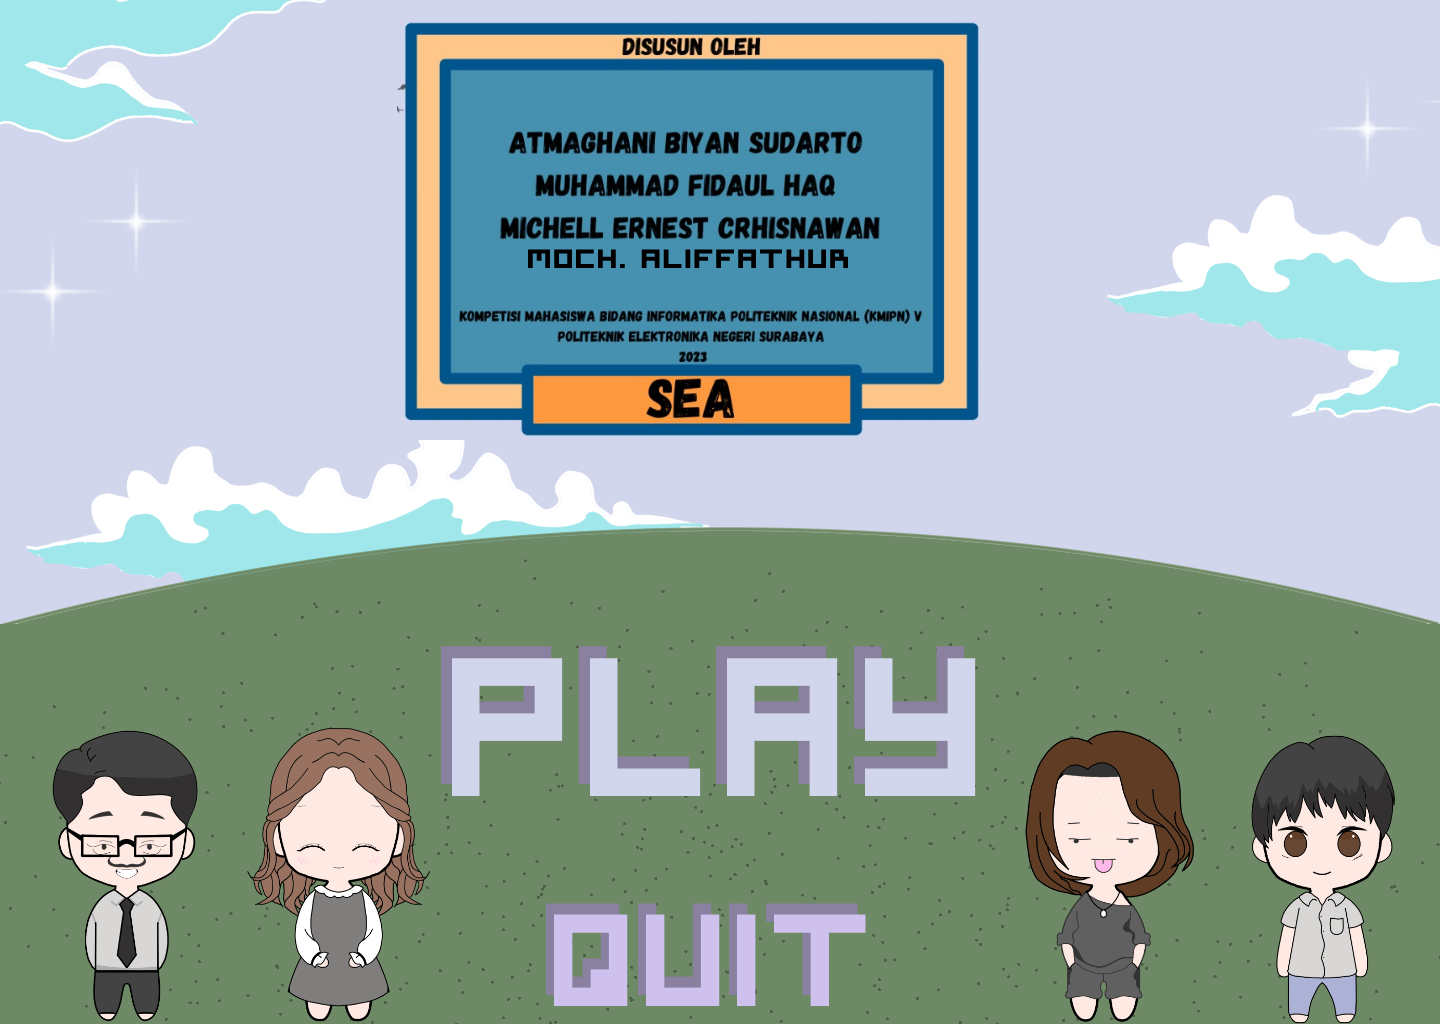 DISUSUN OLEH
ATMAGHANI BIYAN SUDARTO
MUHAMMAD FIDAUL HAQ
MICHELL ERNEST CRHISNAWAN
MOCH. ALIFFATHUR
KOMPETISI MAHASISWA BIDANG INFORMATIKA POLITEKNIK NASIONAL (KMIPN) V
POLITEKNIK ELEKTRONIKA NEGERI SURABAYA
2023
SEA
PLAY
QUIT